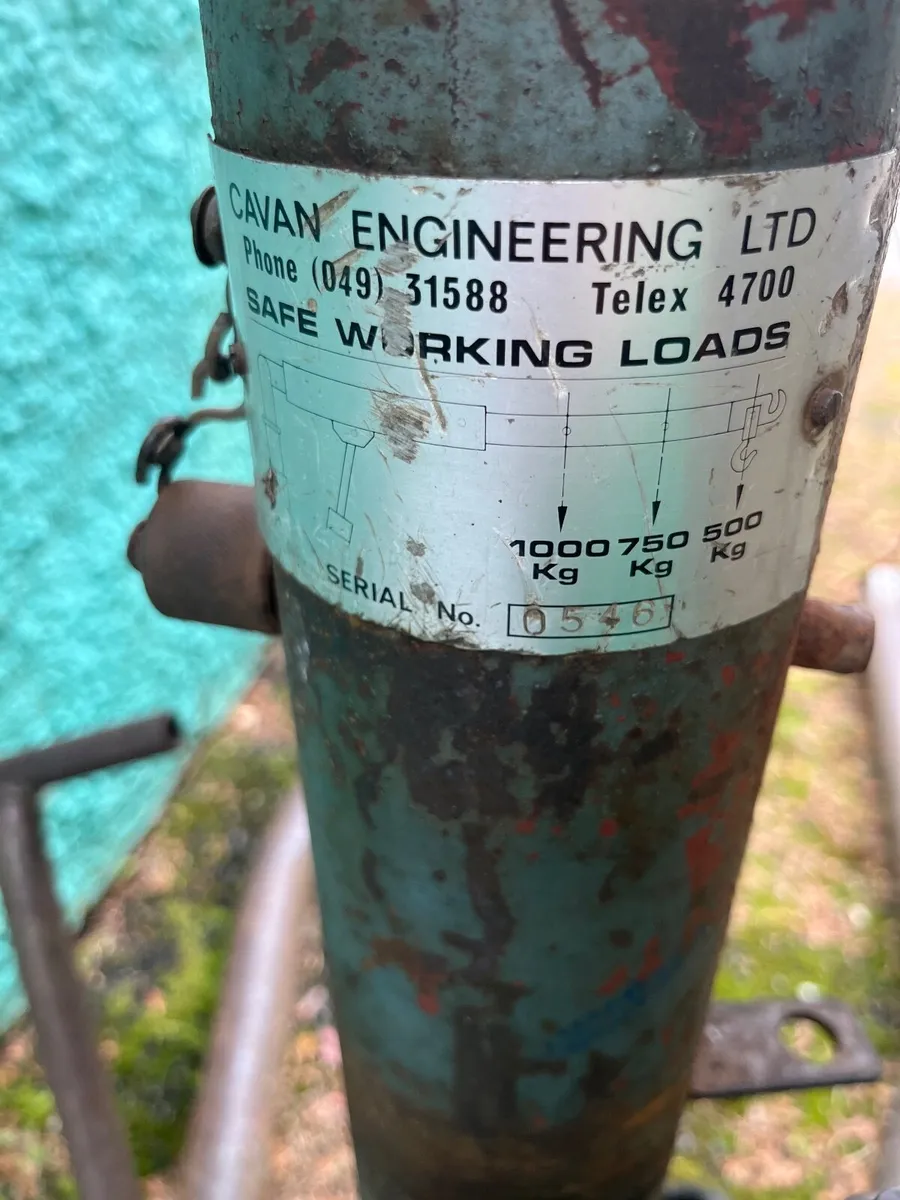 CAVAN ENGINEERING LTD
Phone (049) 31588 Telex 4700
SAFE WORKING LOADS
1000 750 500
Kg Kg Kg
SERIAL No. 0546